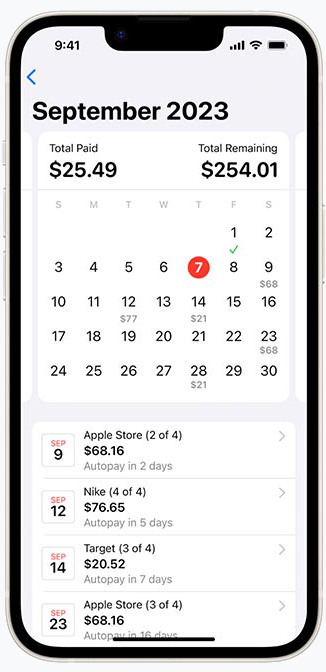 9:41
September 2023
Total Paid Total Remaining
$25.49 $254.01
S M T W T F S
1 2
3 4 5 6 7 8 9
$68
10 11 12 13 14 15 16
$77 $21
17 18 19 20 21 22 23
$68
24 25 26 27 28 29 30
$21
SEP
9
Apple Store (2 of 4)
$68.16
Autopay in 2 days
SEP
12
Nike (4 of 4)
$76.65
Autopay in 5 days
SEP
14
Target (3 of 4)
$20.52
Autopay in 7 days
SEP
23
Apple Store (3 of 4)
$68.16
Autopay in 16 days